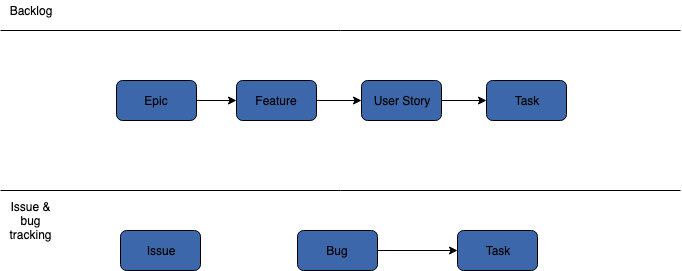 Backlog
Epic
Feature
User Story
Task
Issue &
bug
tracking
Issue
Bug
Task